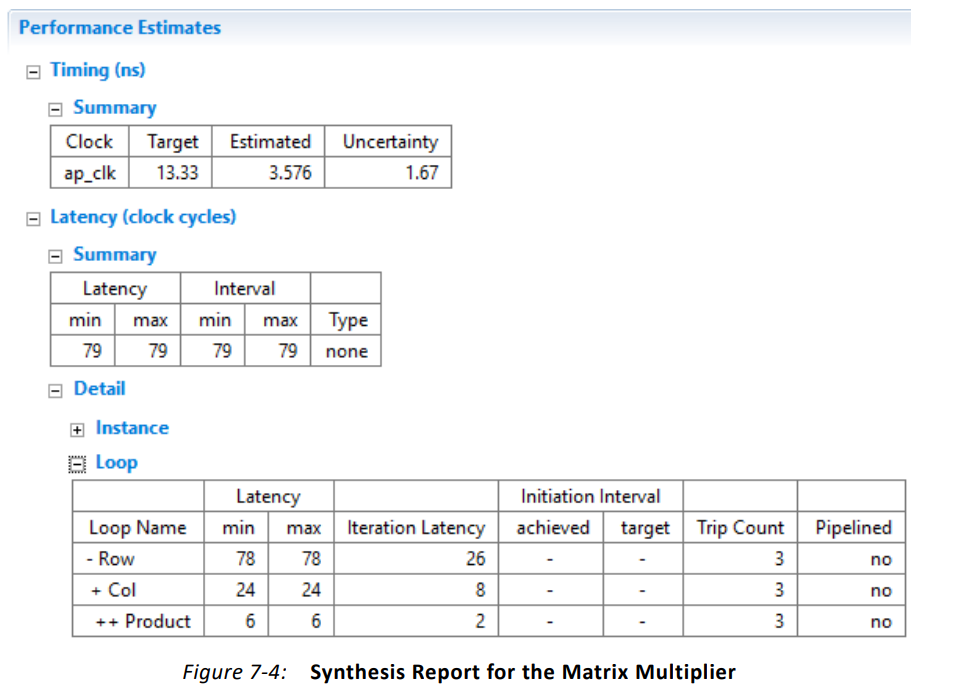 Performance Estimates
Timing (ns)
Summary
Clock Target Estimated Uncertainty
ap_clk 13.33 3.576 1.67
Latency (clock cycles)
Summary
Latency Interval
min max min max Type
79 79 79 79 none
Detail
Instance
Loop
Latency Initiation Interval
Loop Name min max Iteration Latency achieved target Trip Count Pipelined
- Row 78 78 26 - - 3 no
+ Col 24 24 8 - - 3 no
++ Product 6 6 2 - - 3 no
Figure 7-4: Synthesis Report for the Matrix Multiplier